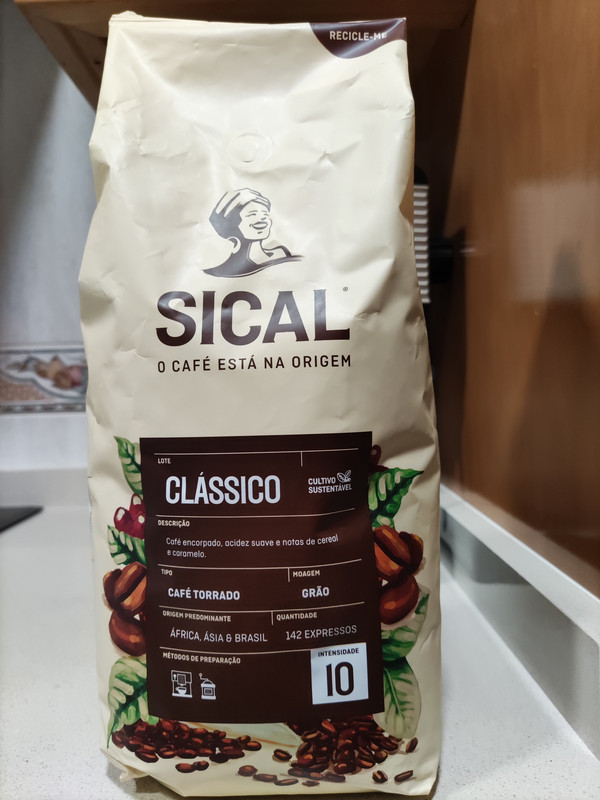 RECICLE-ME
SICAL®
O CAFÉ ESTÁ NA ORIGEM
LOTE
CLÁSSICO
CULTIVO
SUSTENTÁVEL
DESCRIÇÃO
Café encorpado, acidez suave e notas de cereal
e caramelo.
TIPO
MOAGEM
CAFÉ TORRADO
GRÃO
ORIGEM PREDOMINANTE
QUANTIDADE
ÁFRICA, ÁSIA & BRASIL
142 EXPRESSOS
MÉTODOS DE PREPARAÇÃO
INTENSIDADE
10